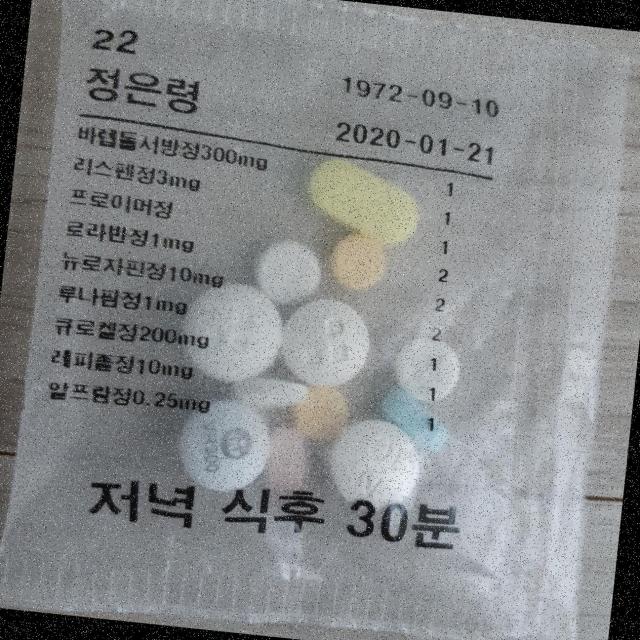 22
정은령 1972-09-10
2020-01-21
바렙톨서방정300mg 1
리스펜정3mg 1
프로이머정 1
로라반정1mg 2
뉴로자핀정10mg 2
루나팜정1mg 2
큐로켈정200mg 1
레피졸정10mg 1
알프람정0.25mg 1
저녁 식후 30분